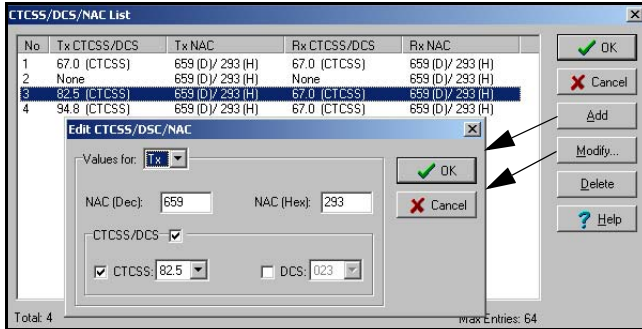 CTCSS/DCS/NAC List
No Tx CTCSS/DCS Tx NAC Rx CTCSS/DCS Rx NAC
1 67.0 (CTCSS) 659 (D)/ 293 (H) 67.0 (CTCSS) 659 (D)/ 293 (H)
2 None 659 (D)/ 293 (H) None 659 (D)/ 293 (H)
3 82.5 (CTCSS) 659 (D)/ 293 (H) 67.0 (CTCSS) 659 (D)/ 293 (H)
4 94.8 (CTCSS) 659 (D)/ 293 (H) 67.0 (CTCSS) 659 (D)/ 293 (H)
OK
Cancel
Add
Modify...
Delete
Help
Edit CTCSS/DSC/NAC
Values for: Tx
OK
Cancel
NAC (Dec): 659 NAC (Hex): 293
CTCSS/DCS
CTCSS: 82.5 DCS: 023
Total: 4 Max Entries: 64